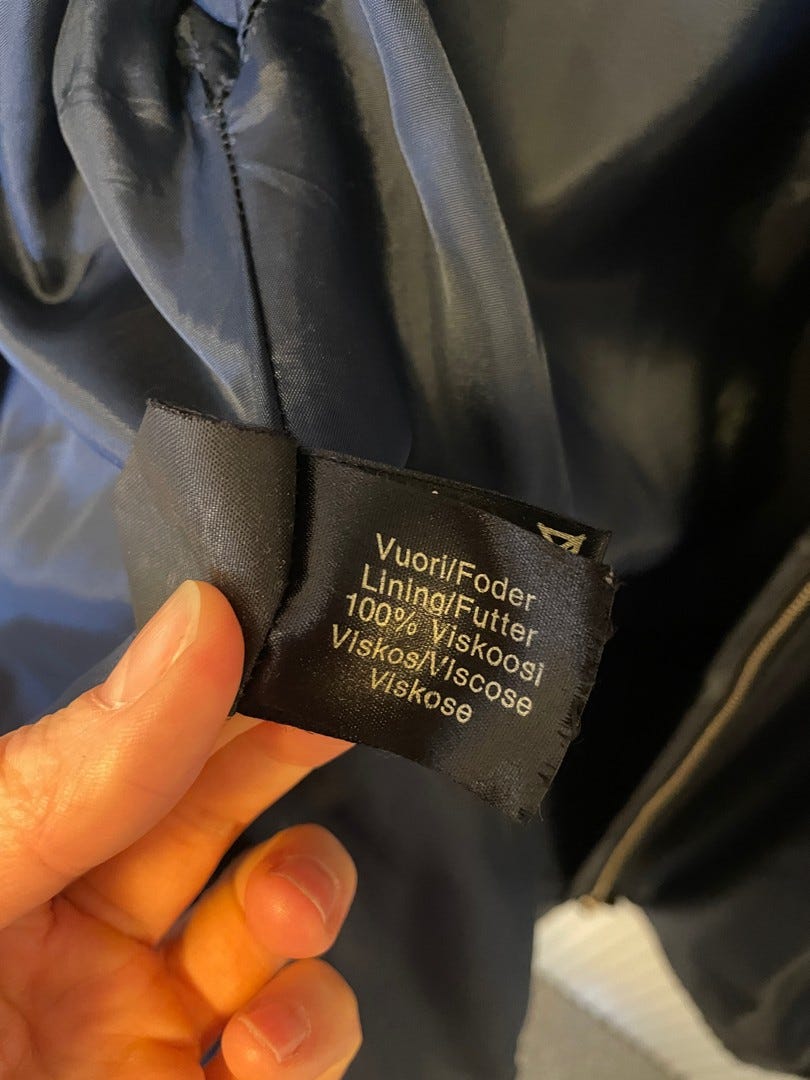 Vuori/Foder
Lining/Futter
100% Viskoosi
Viskos/Viscose
Viskose